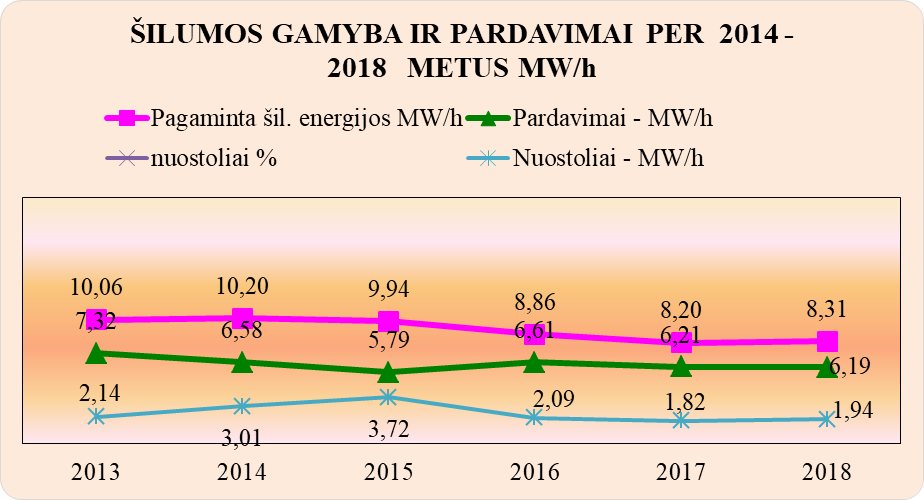 ŠILUMOS GAMYBA IR PARDAVIMAI PER 2014 -
2018 METUS MW/h
Pagaminta šil. energijos MW/h Pardavimai - MW/h
nuostoliai % Nuostoliai - MW/h
10,06 10,20 9,94 8,86 8,20 8,31
7,32 6,58 5,79 6,61 6,21 6,19
2,14 3,01 3,72 2,09 1,82 1,94
2013 2014 2015 2016 2017 2018